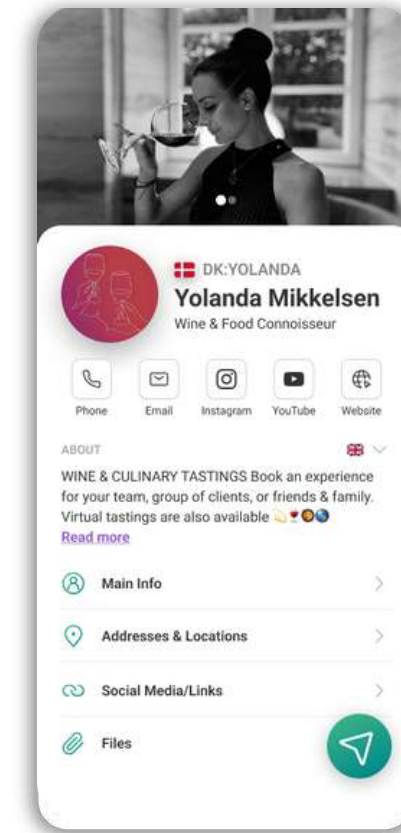 DK:YOLANDA
Yolanda Mikkelsen
Wine & Food Connoisseur
Phone Email Instagram YouTube Website
ABOUT
WINE & CULINARY TASTINGS Book an experience
for your team, group of clients, or friends & family.
Virtual tastings are also available 💫🍷🥘🌎
Read more
Main Info
Addresses & Locations
Social Media/Links
Files